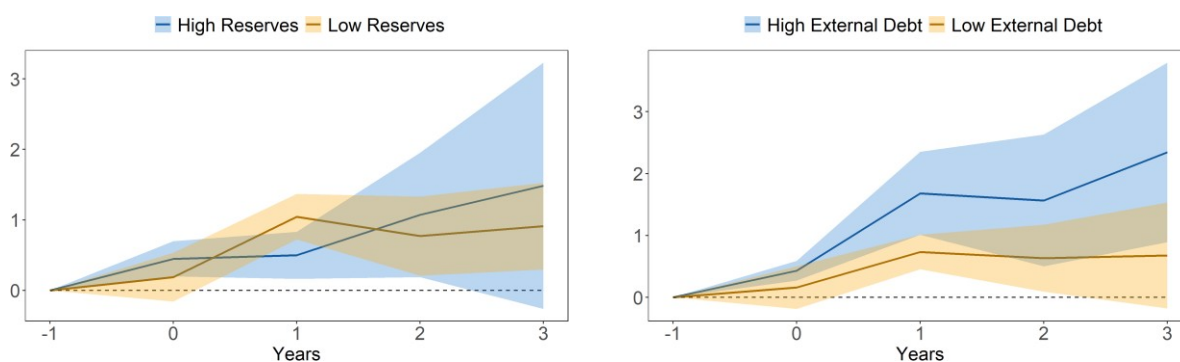 High Reserves Low Reserves
3
2
1
0
-1 0 1 2 3
Years
High External Debt Low External Debt
3
2
1
0
-1 0 1 2 3
Years